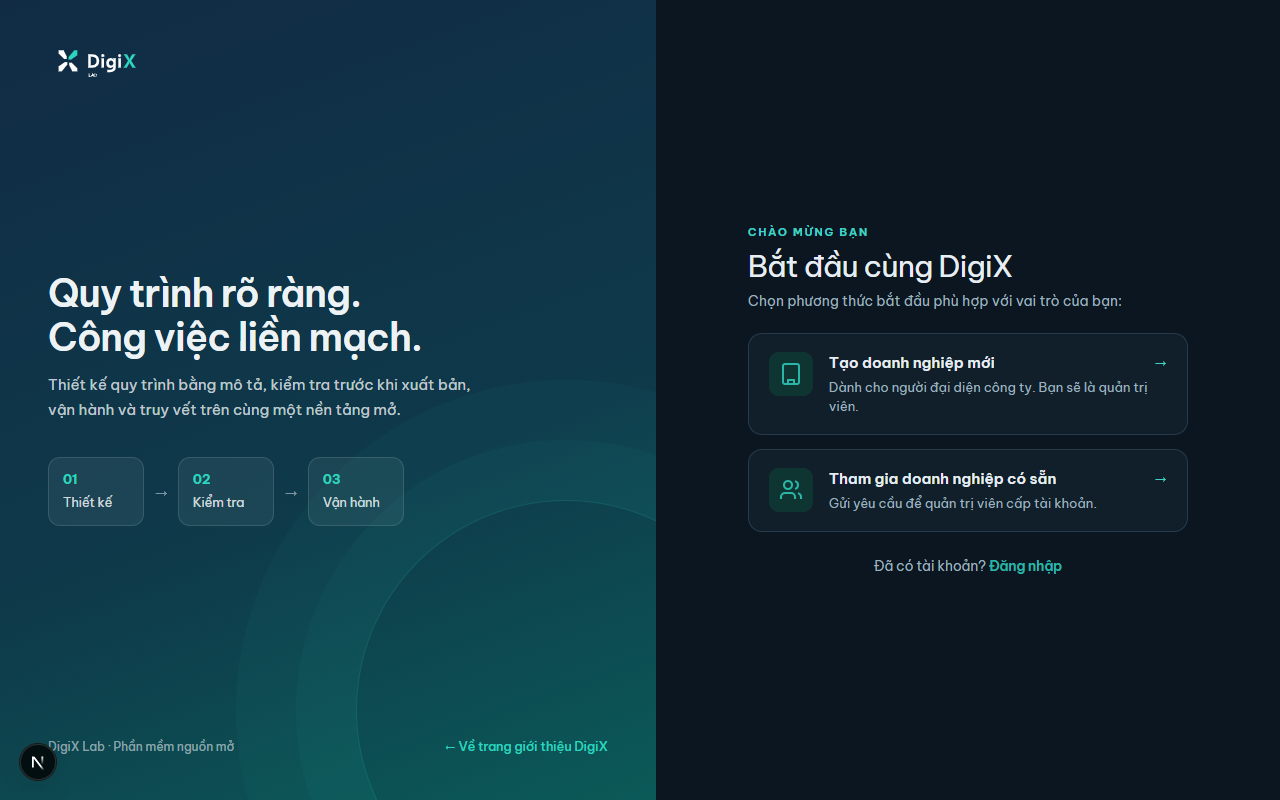 DigiX
LAB
Quy trình rõ ràng.
Công việc liền mạch.
Thiết kế quy trình bằng mô tả, kiểm tra trước khi xuất bản,
vận hành và truy vết trên cùng một nền tảng mở.
01
Thiết kế
→
02
Kiểm tra
→
03
Vận hành
DigiX Lab · Phần mềm nguồn mở
← Về trang giới thiệu DigiX
N
CHÀO MỪNG BẠN
Bắt đầu cùng DigiX
Chọn phương thức bắt đầu phù hợp với vai trò của bạn:
Tạo doanh nghiệp mới →
Dành cho người đại diện công ty. Bạn sẽ là quản trị
viên.
Tham gia doanh nghiệp có sẵn →
Gửi yêu cầu để quản trị viên cấp tài khoản.
Đã có tài khoản? Đăng nhập